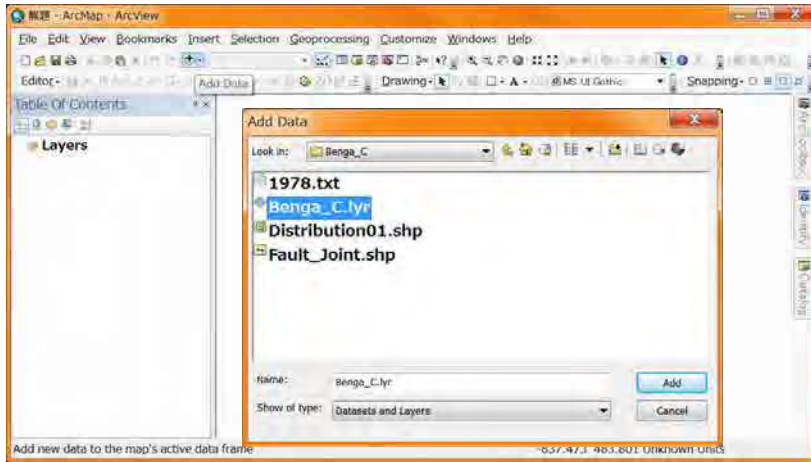 解題 - ArcMap - ArcView
File Edit View Bookmarks Insert Selection Geoprocessing Customize Windows Help
Editor Drawing A MS UI Gothic Snapping
Add Data
Table Of Contents
Layers
Add Data
Look in: Benga_C
1978.txt
Benga_C.lyr
Distribution01.shp
Fault_Joint.shp
Name: Benga_C.lyr Add
Show of type: Datasets and Layers Cancel
ArcToolbox
Catalog
Add new data to the map's active data frame
-637.473 483.801 Unknown Units